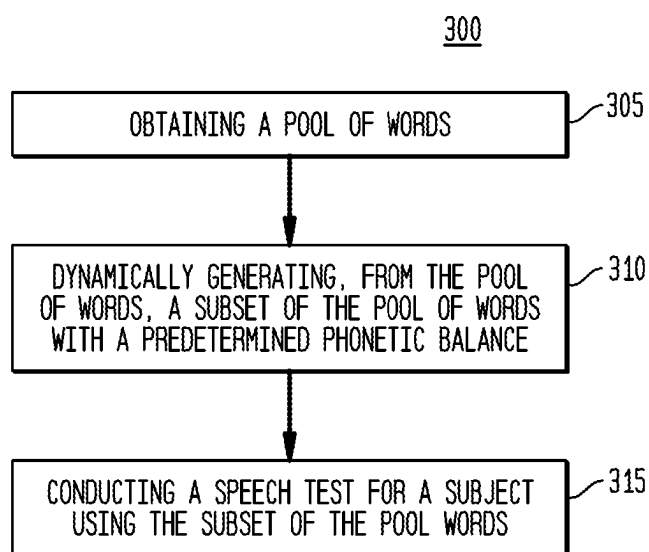 300
OBTAINING A POOL OF WORDS
305
DYNAMICALLY GENERATING, FROM THE POOL
OF WORDS, A SUBSET OF THE POOL OF WORDS
WITH A PREDETERMINED PHONETIC BALANCE
310
CONDUCTING A SPEECH TEST FOR A SUBJECT
USING THE SUBSET OF THE POOL WORDS
315